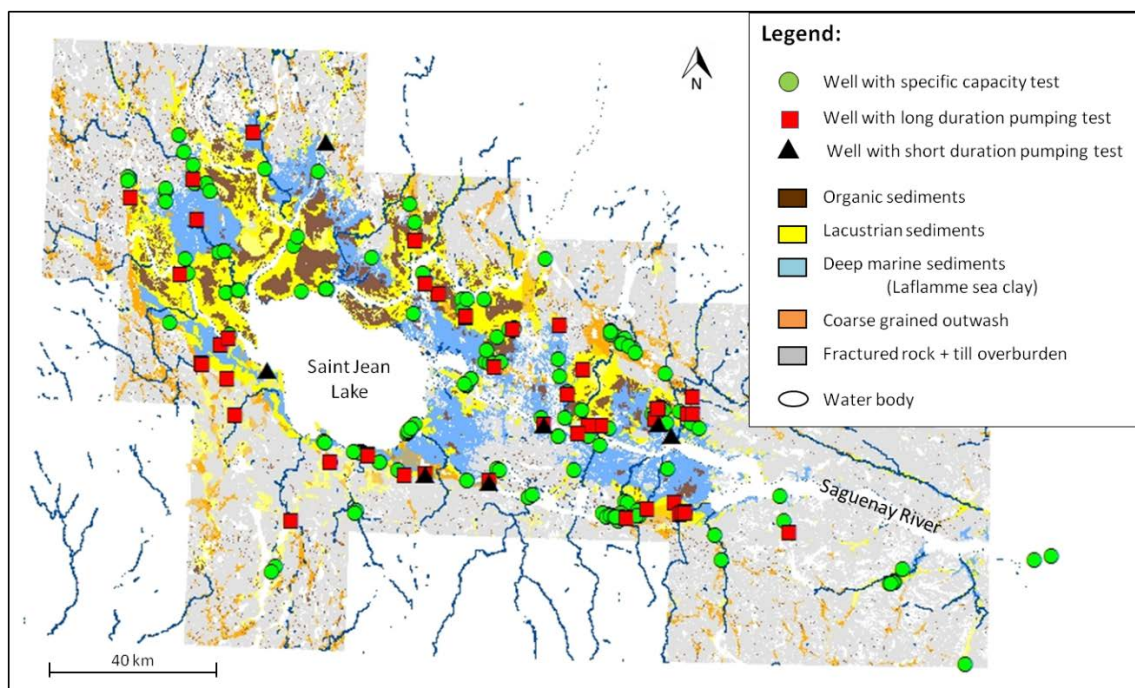 Legend:
Well with specific capacity test
Well with long duration pumping test
Well with short duration pumping test
Organic sediments
Lacustrian sediments
Deep marine sediments
(Laflamme sea clay)
Coarse grained outwash
Fractured rock + till overburden
Water body
N
Saint Jean
Lake
Saguenay River
40 km